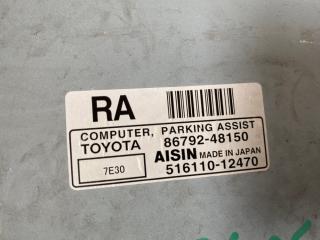 RA
COMPUTER, PARKING ASSIST
TOYOTA 86792-48150
7E30
AISIN MADE IN JAPAN
516110-12470